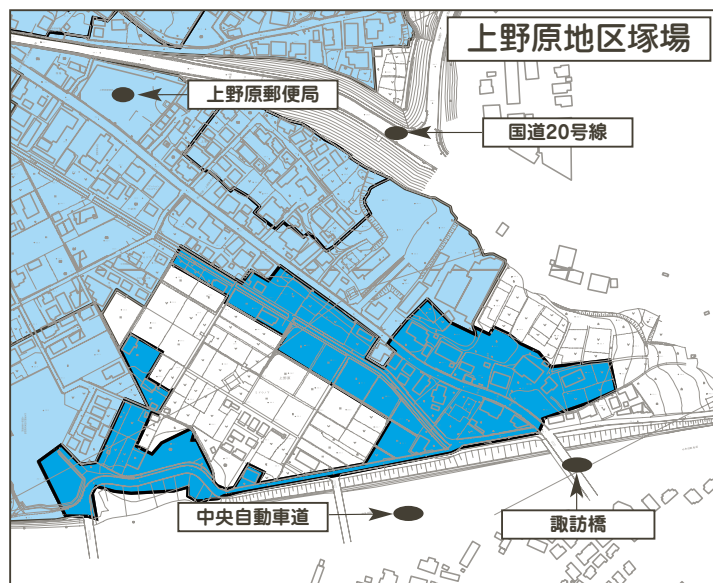 上野原地区塚場
上野原郵便局
国道20号線
中央自動車道
諏訪橋